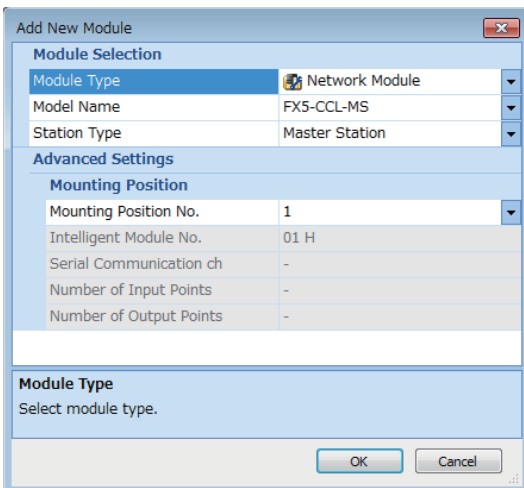 Add New Module
Module Selection
Module Type Network Module
Model Name FX5-CCL-MS
Station Type Master Station
Advanced Settings
Mounting Position
Mounting Position No. 1
Intelligent Module No. 01 H
Serial Communication ch -
Number of Input Points -
Number of Output Points -
Module Type
Select module type.
OK Cancel